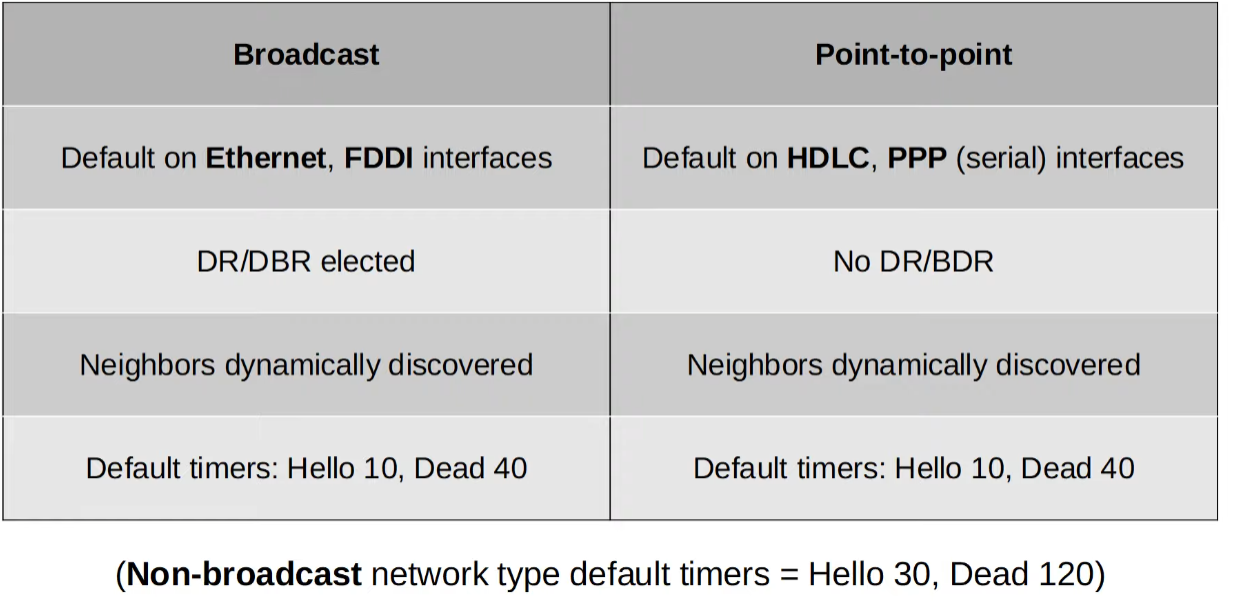 Broadcast
Point-to-point
Default on Ethernet, FDDI interfaces
Default on HDLC, PPP (serial) interfaces
DR/DBR elected
No DR/BDR
Neighbors dynamically discovered
Neighbors dynamically discovered
Default timers: Hello 10, Dead 40
Default timers: Hello 10, Dead 40
(Non-broadcast network type default timers = Hello 30, Dead 120)